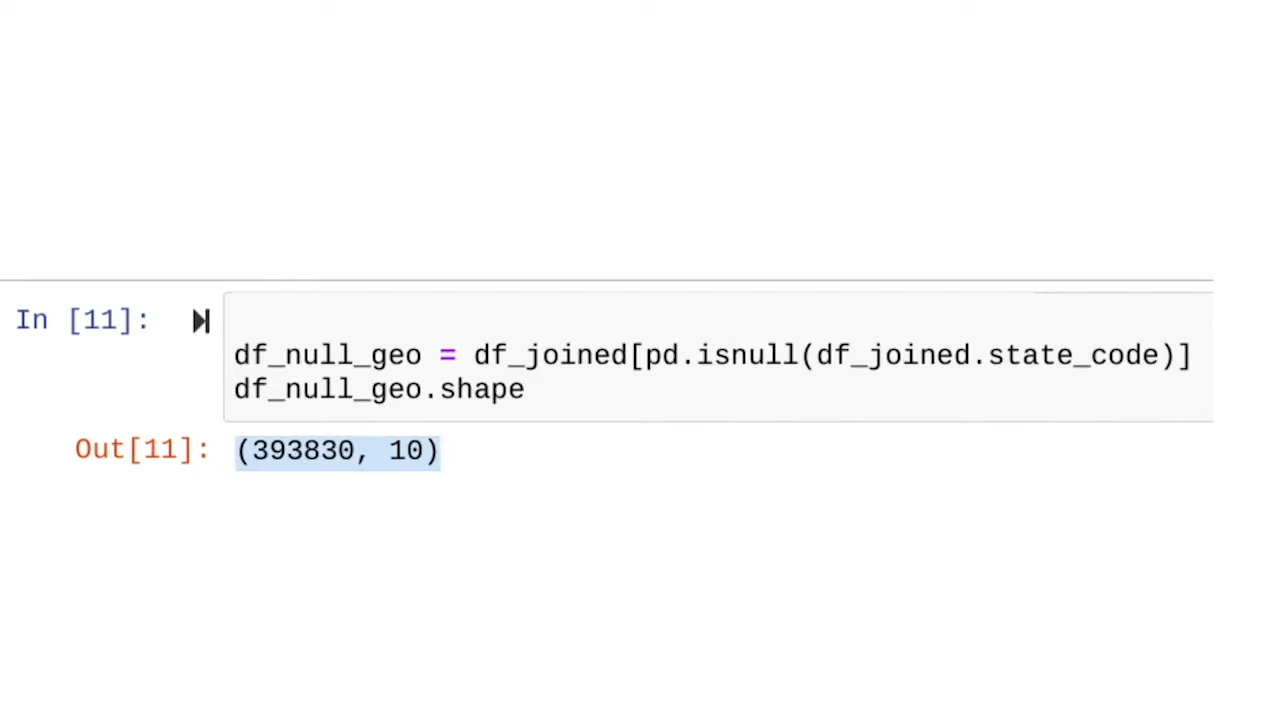 In [11]:
df_null_geo = df_joined[pd.isnull(df_joined.state_code)]
df_null_geo.shape
Out[11]: (393830, 10)